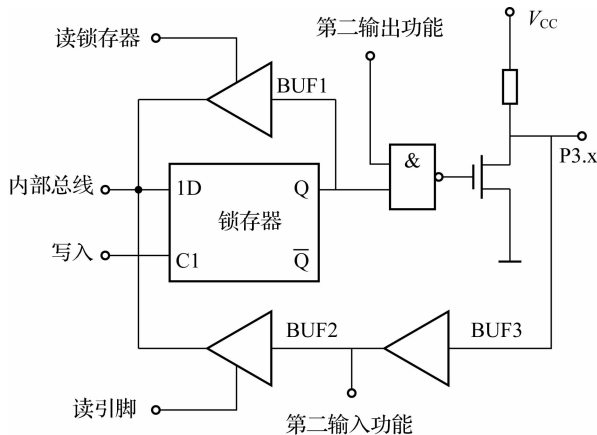 读锁存器
第二输出功能
V_CC
BUF1
P3.x
&
内部总线
1D
Q
锁存器
写入
C1
Q̅
BUF2
BUF3
读引脚
第二输入功能